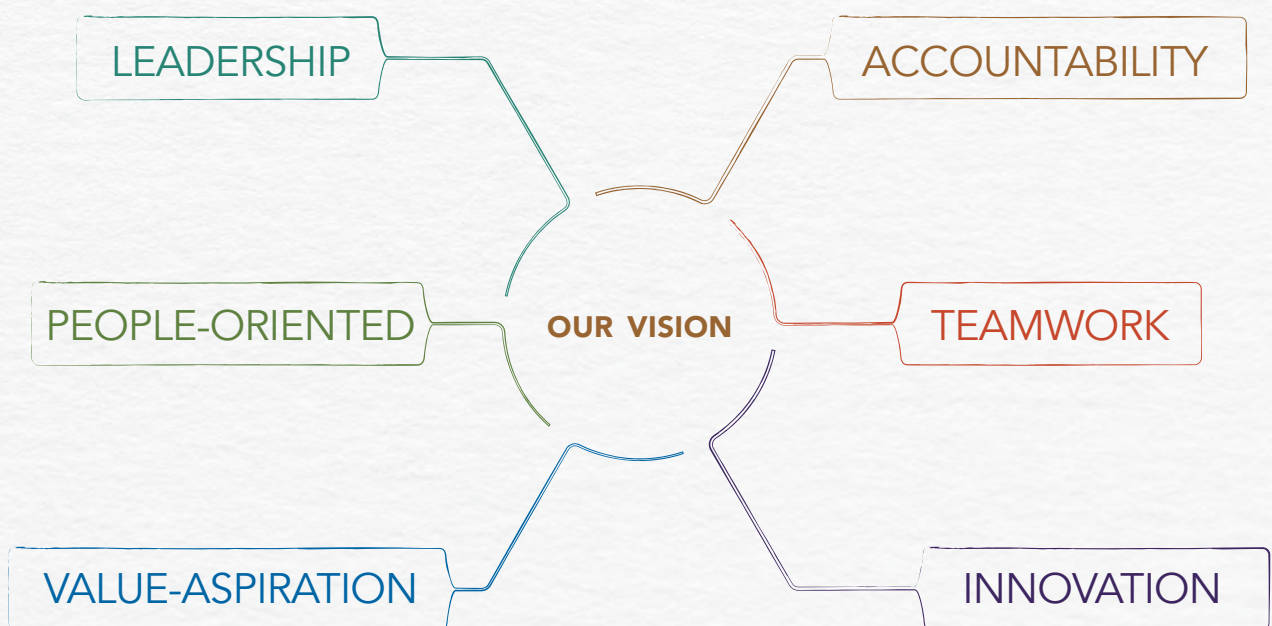 LEADERSHIP
ACCOUNTABILITY
PEOPLE-ORIENTED
OUR VISION
TEAMWORK
VALUE-ASPIRATION
INNOVATION